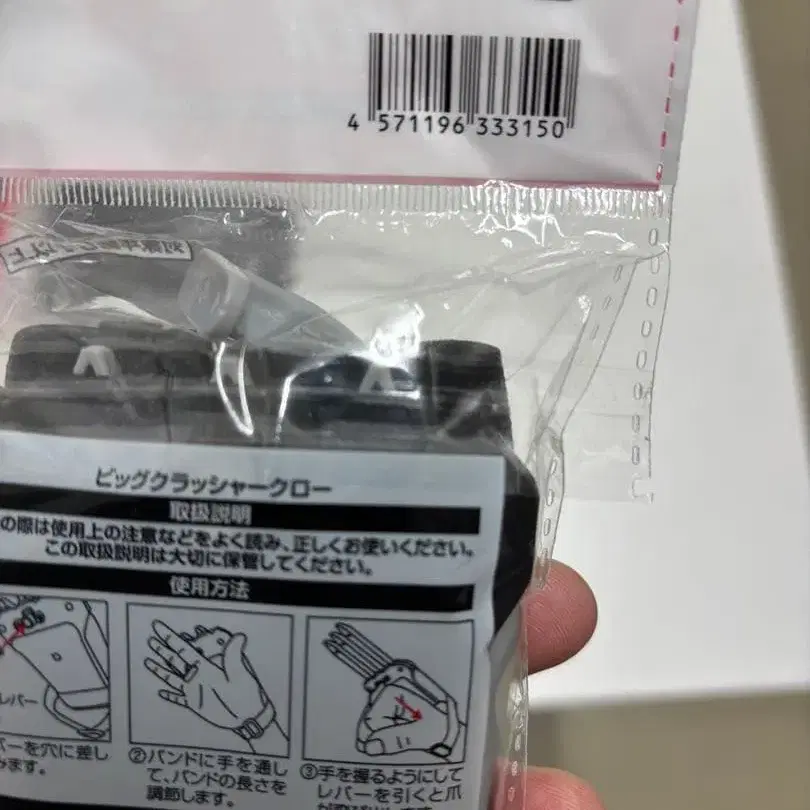 4 571196 333150
ビッグクラッシャークロー
取扱説明
の際は使用上の注意などをよく読み、正しくお使いください。
この取扱説明は大切に保管してください。
使用方法
レバー
バーを穴に差し
みます。
②バンドに手を通し
て、バンドの長さを
調節します。
③手を握るようにして
レバーを引くと爪